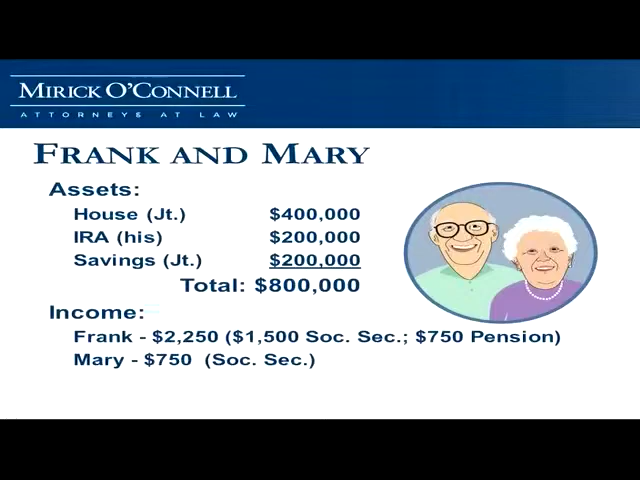 MIRICK O'CONNELL
ATTORNEYS AT LAW
FRANK AND MARY
Assets:
House (Jt.) $400,000
IRA (his) $200,000
Savings (Jt.) $200,000
Total: $800,000
Income:
Frank - $2,250 ($1,500 Soc. Sec.; $750 Pension)
Mary - $750 (Soc. Sec.)